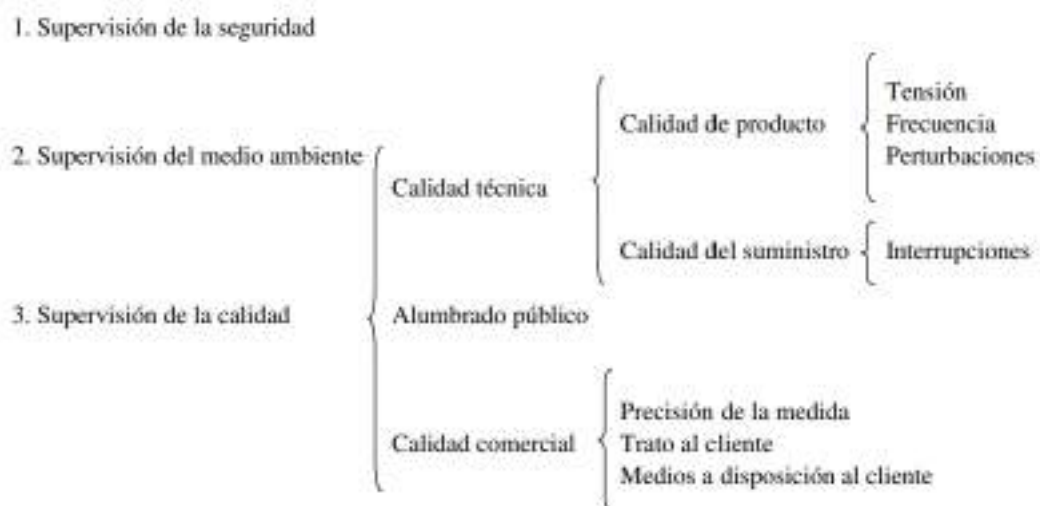 1. Supervisión de la seguridad
2. Supervisión del medio ambiente
3. Supervisión de la calidad
Calidad técnica
Calidad de producto
Tensión
Frecuencia
Perturbaciones
Calidad del suministro
Interrupciones
Alumbrado público
Calidad comercial
Precisión de la medida
Trato al cliente
Medios a disposición al cliente